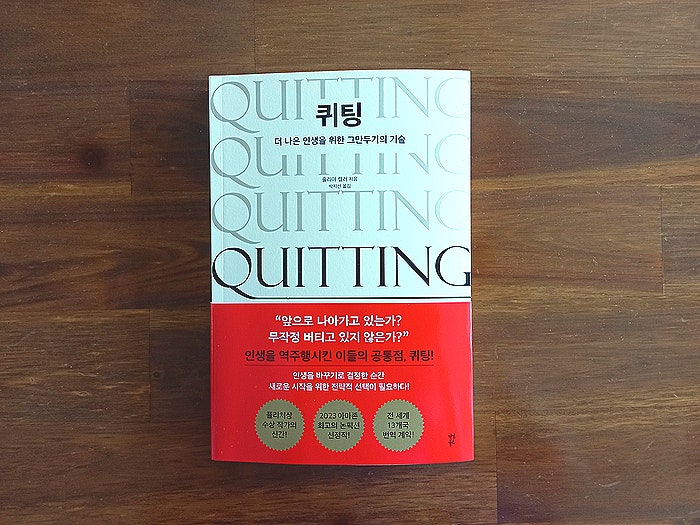 QUITTING
퀴팅
더 나은 인생을 위한 그만두기의 기술
QUITTING
줄리아 켈러 지음
박지선 옮김
QUITTING
QUITTING
“앞으로 나아가고 있는가?
무작정 버티고 있지 않은가?”
인생을 역주행시킨 이들의 공통점, 퀴팅!
인생을 바꾸기로 결정한 순간
새로운 시작을 위한 전략적 선택이 필요하다!
퓰리처상
수상 작가의
신간!
2023 아마존
최고의 논픽션
선정작!
전 세계
13개국
번역 계약!